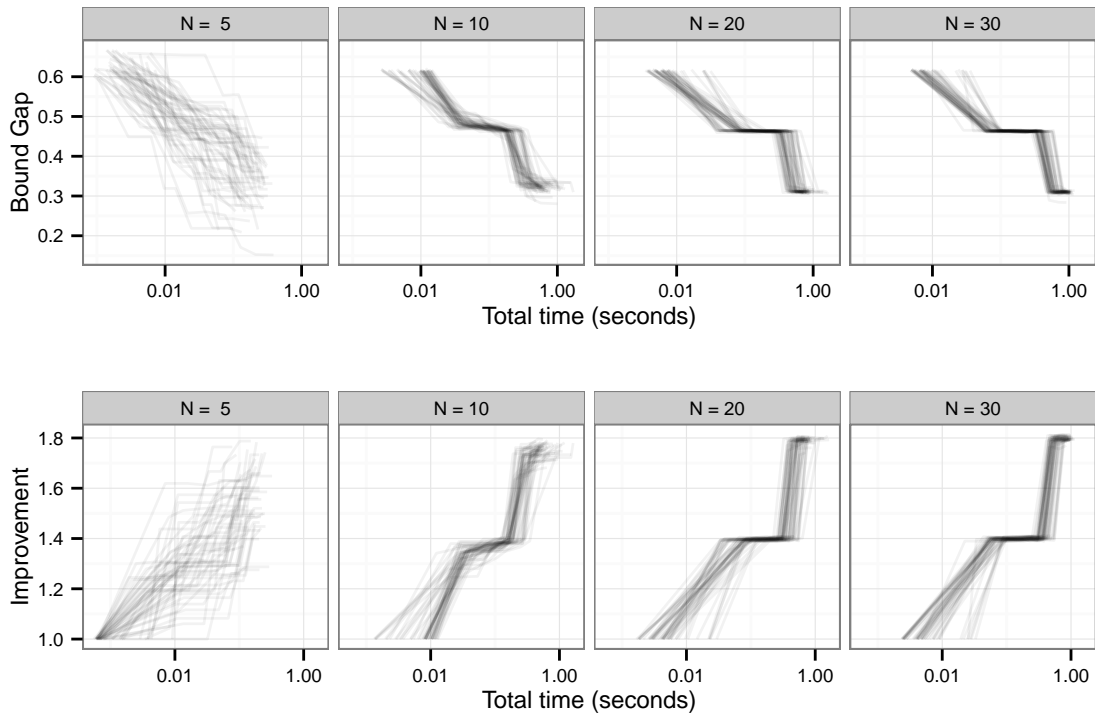 N = 5 N = 10 N = 20 N = 30
0.6
0.5
0.4
0.3
0.2
Bound Gap
0.01 1.00 0.01 1.00 0.01 1.00 0.01 1.00
Total time (seconds)
N = 5 N = 10 N = 20 N = 30
1.8
1.6
1.4
1.2
1.0
Improvement
0.01 1.00 0.01 1.00 0.01 1.00 0.01 1.00
Total time (seconds)